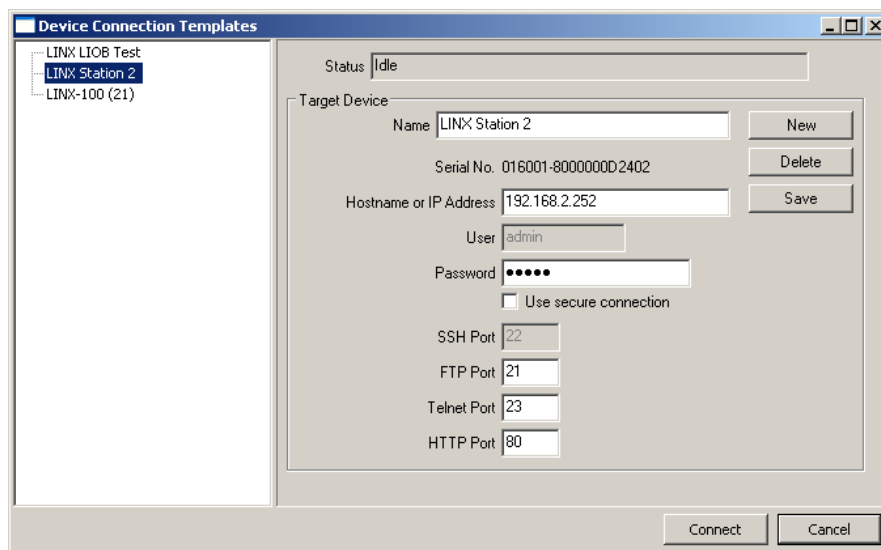 Device Connection Templates
LINX LIOB Test
LINX Station 2
LINX-100 (21)
Status Idle
Target Device
Name LINX Station 2 New
Serial No. 016001-8000000D2402 Delete
Hostname or IP Address 192.168.2.252 Save
User admin
Password •••••
Use secure connection
SSH Port 22
FTP Port 21
Telnet Port 23
HTTP Port 80
Connect Cancel